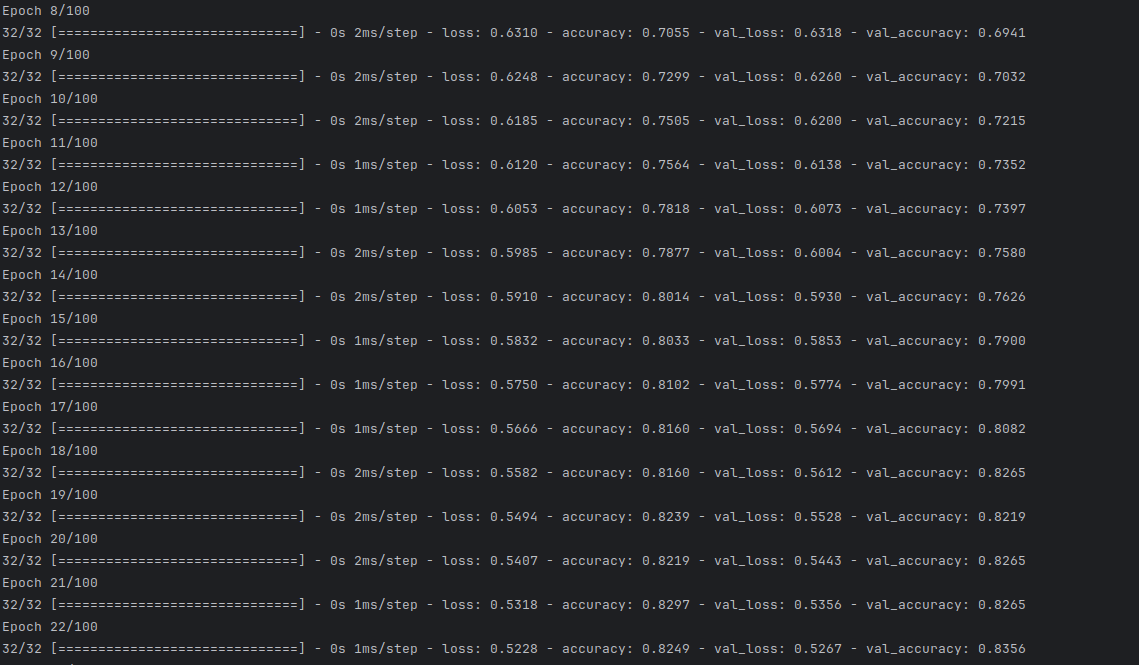 Epoch 8/100
32/32 [==============================] - 0s 2ms/step - loss: 0.6310 - accuracy: 0.7055 - val_loss: 0.6318 - val_accuracy: 0.6941
Epoch 9/100
32/32 [==============================] - 0s 2ms/step - loss: 0.6248 - accuracy: 0.7299 - val_loss: 0.6260 - val_accuracy: 0.7032
Epoch 10/100
32/32 [==============================] - 0s 2ms/step - loss: 0.6185 - accuracy: 0.7505 - val_loss: 0.6200 - val_accuracy: 0.7215
Epoch 11/100
32/32 [==============================] - 0s 1ms/step - loss: 0.6120 - accuracy: 0.7564 - val_loss: 0.6138 - val_accuracy: 0.7352
Epoch 12/100
32/32 [==============================] - 0s 1ms/step - loss: 0.6053 - accuracy: 0.7818 - val_loss: 0.6073 - val_accuracy: 0.7397
Epoch 13/100
32/32 [==============================] - 0s 2ms/step - loss: 0.5985 - accuracy: 0.7877 - val_loss: 0.6004 - val_accuracy: 0.7580
Epoch 14/100
32/32 [==============================] - 0s 2ms/step - loss: 0.5910 - accuracy: 0.8014 - val_loss: 0.5930 - val_accuracy: 0.7626
Epoch 15/100
32/32 [==============================] - 0s 1ms/step - loss: 0.5832 - accuracy: 0.8033 - val_loss: 0.5853 - val_accuracy: 0.7900
Epoch 16/100
32/32 [==============================] - 0s 1ms/step - loss: 0.5750 - accuracy: 0.8102 - val_loss: 0.5774 - val_accuracy: 0.7991
Epoch 17/100
32/32 [==============================] - 0s 1ms/step - loss: 0.5666 - accuracy: 0.8160 - val_loss: 0.5694 - val_accuracy: 0.8082
Epoch 18/100
32/32 [==============================] - 0s 2ms/step - loss: 0.5582 - accuracy: 0.8160 - val_loss: 0.5612 - val_accuracy: 0.8265
Epoch 19/100
32/32 [==============================] - 0s 2ms/step - loss: 0.5494 - accuracy: 0.8239 - val_loss: 0.5528 - val_accuracy: 0.8219
Epoch 20/100
32/32 [==============================] - 0s 2ms/step - loss: 0.5407 - accuracy: 0.8219 - val_loss: 0.5443 - val_accuracy: 0.8265
Epoch 21/100
32/32 [==============================] - 0s 1ms/step - loss: 0.5318 - accuracy: 0.8297 - val_loss: 0.5356 - val_accuracy: 0.8265
Epoch 22/100
32/32 [==============================] - 0s 1ms/step - loss: 0.5228 - accuracy: 0.8249 - val_loss: 0.5267 - val_accuracy: 0.8356